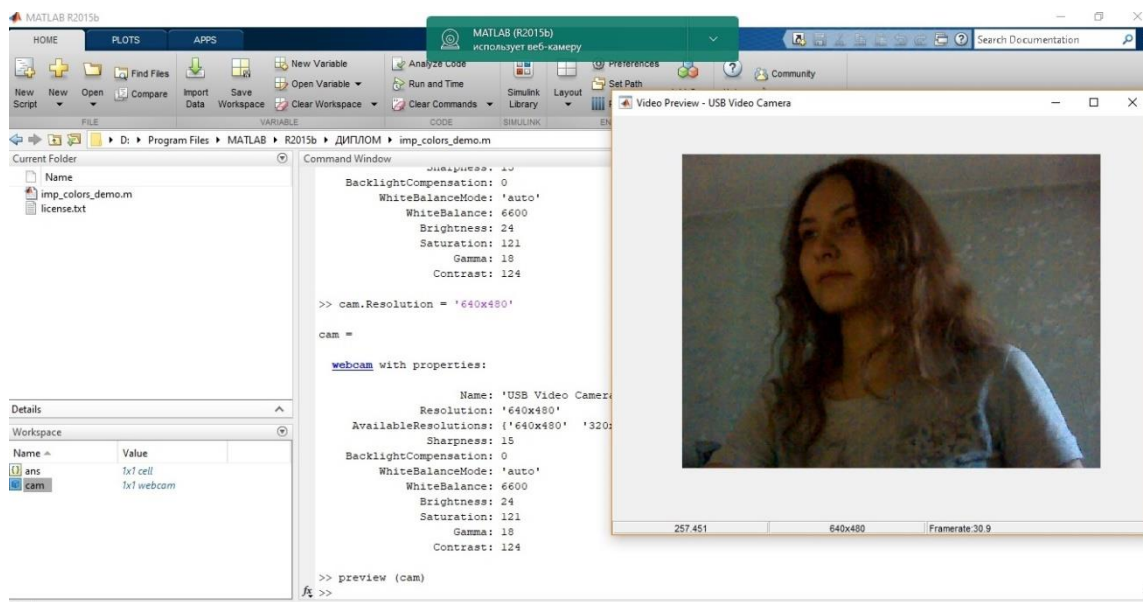 MATLAB R2015b
HOME PLOTS APPS
MATLAB (R2015b)
использует веб-камеру
Search Documentation
New Script
New
Open
Find Files
Compare
Import Data
Save Workspace
New Variable
Open Variable
Clear Workspace
Analyze Code
Run and Time
Clear Commands
Simulink Library
Layout
Preferences
Set Path
Community
FILE VARIABLE CODE SIMULINK
D: Program Files MATLAB R2015b ДИПЛОМ imp_colors_demo.m
Current Folder
Name
imp_colors_demo.m
license.txt
Details
Workspace
Name Value
ans 1x1 cell
cam 1x1 webcam
Command Window
Sharpness: 15
BacklightCompensation: 0
WhiteBalanceMode: 'auto'
WhiteBalance: 6600
Brightness: 24
Saturation: 121
Gamma: 18
Contrast: 124
>> cam.Resolution = '640x480'
cam =
webcam with properties:
Name: 'USB Video Camera
Resolution: '640x480'
AvailableResolutions: {'640x480' '320
Sharpness: 15
BacklightCompensation: 0
WhiteBalanceMode: 'auto'
WhiteBalance: 6600
Brightness: 24
Saturation: 121
Gamma: 18
Contrast: 124
>> preview (cam)
fx >>
Video Preview - USB Video Camera
257.451 640x480 Framerate:30.9